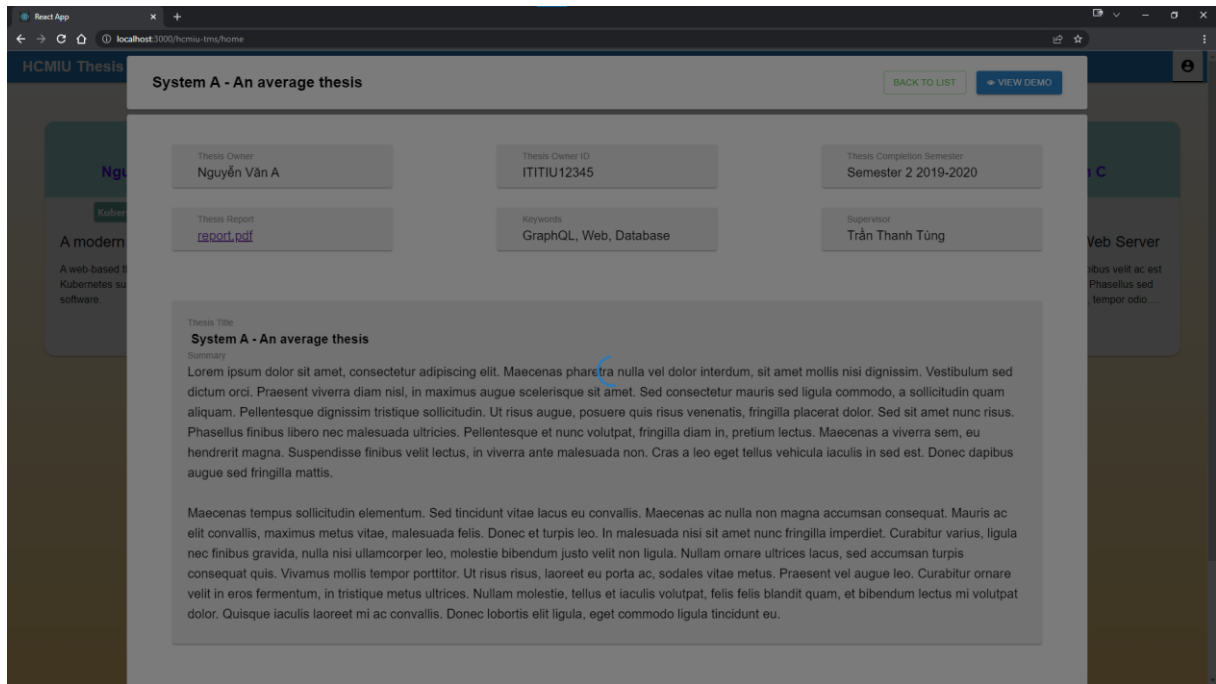 React App
localhost:3000/hcmiu-tms/home
HCMIU Thesis
System A - An average thesis
BACK TO LIST
VIEW DEMO
Thesis Owner
Nguyễn Văn A
Thesis Owner ID
ITITIU12345
Thesis Completion Semester
Semester 2 2019-2020
Thesis Report
report.pdf
Keywords
GraphQL, Web, Database
Supervisor
Trần Thanh Tùng
A modern
A web-based
software.
C
Web Server
velit ac est
Phasellus sed
tempor odio....
Thesis Title
System A - An average thesis
Summary
Lorem ipsum dolor sit amet, consectetur adipiscing elit. Maecenas pharetra nulla vel dolor interdum, sit amet mollis nisi dignissim. Vestibulum sed
dictum orci. Praesent viverra diam nisl, in maximus augue scelerisque sit amet. Sed consectetur mauris sed ligula commodo, a sollicitudin quam
aliquam. Pellentesque dignissim tristique sollicitudin. Ut risus augue, posuere quis risus venenatis, fringilla placerat dolor. Sed sit amet nunc risus.
Phasellus finibus libero nec malesuada ultricies. Pellentesque et nunc volutpat, fringilla diam in, pretium lectus. Maecenas a viverra sem, eu
hendrerit magna. Suspendisse finibus velit lectus, in viverra ante malesuada non. Cras a leo eget tellus vehicula iaculis in sed est. Donec dapibus
augue sed fringilla mattis.
Maecenas tempus sollicitudin elementum. Sed tincidunt vitae lacus eu convallis. Maecenas ac nulla non magna accumsan consequat. Mauris ac
elit convallis, maximus metus vitae, malesuada felis. Donec et turpis leo. In malesuada nisi sit amet nunc fringilla imperdiet. Curabitur varius, ligula
nec finibus gravida, nulla nisi ullamcorper leo, molestie bibendum justo velit non ligula. Nullam ornare ultrices lacus, sed accumsan turpis
consequat quis. Vivamus mollis tempor porttitor. Ut risus risus, laoreet eu porta ac, sodales vitae metus. Praesent vel augue leo. Curabitur ornare
velit in eros fermentum, in tristique metus ultrices. Nullam molestie, tellus et iaculis volutpat, felis felis blandit quam, et bibendum lectus mi volutpat
dolor. Quisque iaculis laoreet mi ac convallis. Donec lobortis elit ligula, eget commodo ligula tincidunt eu.